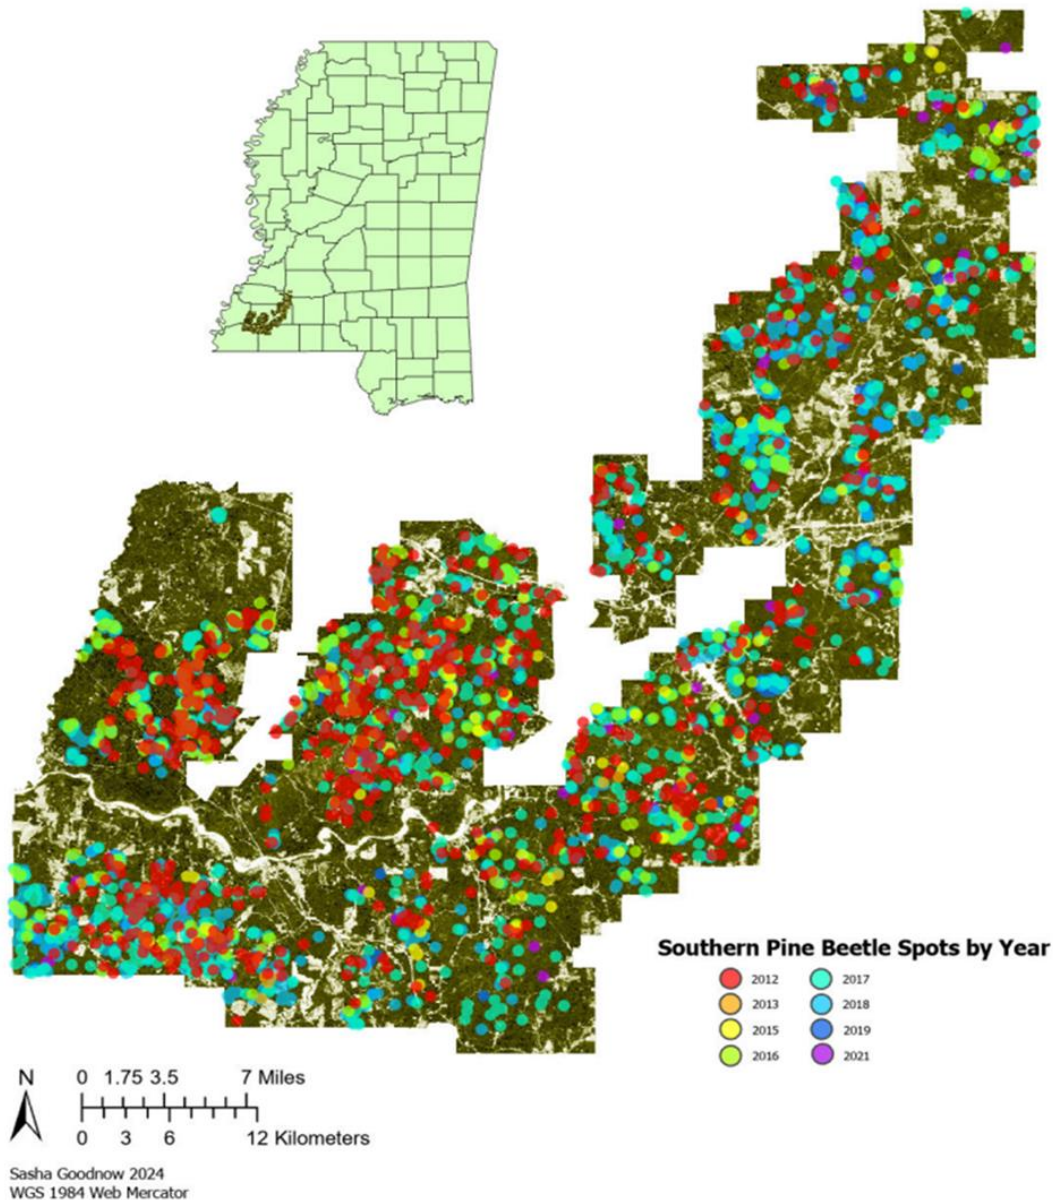 Southern Pine Beetle Spots by Year
2012 2017
2013 2018
2015 2019
2016 2021
N
0 1.75 3.5 7 Miles
0 3 6 12 Kilometers
Sasha Goodnow 2024
WGS 1984 Web Mercator